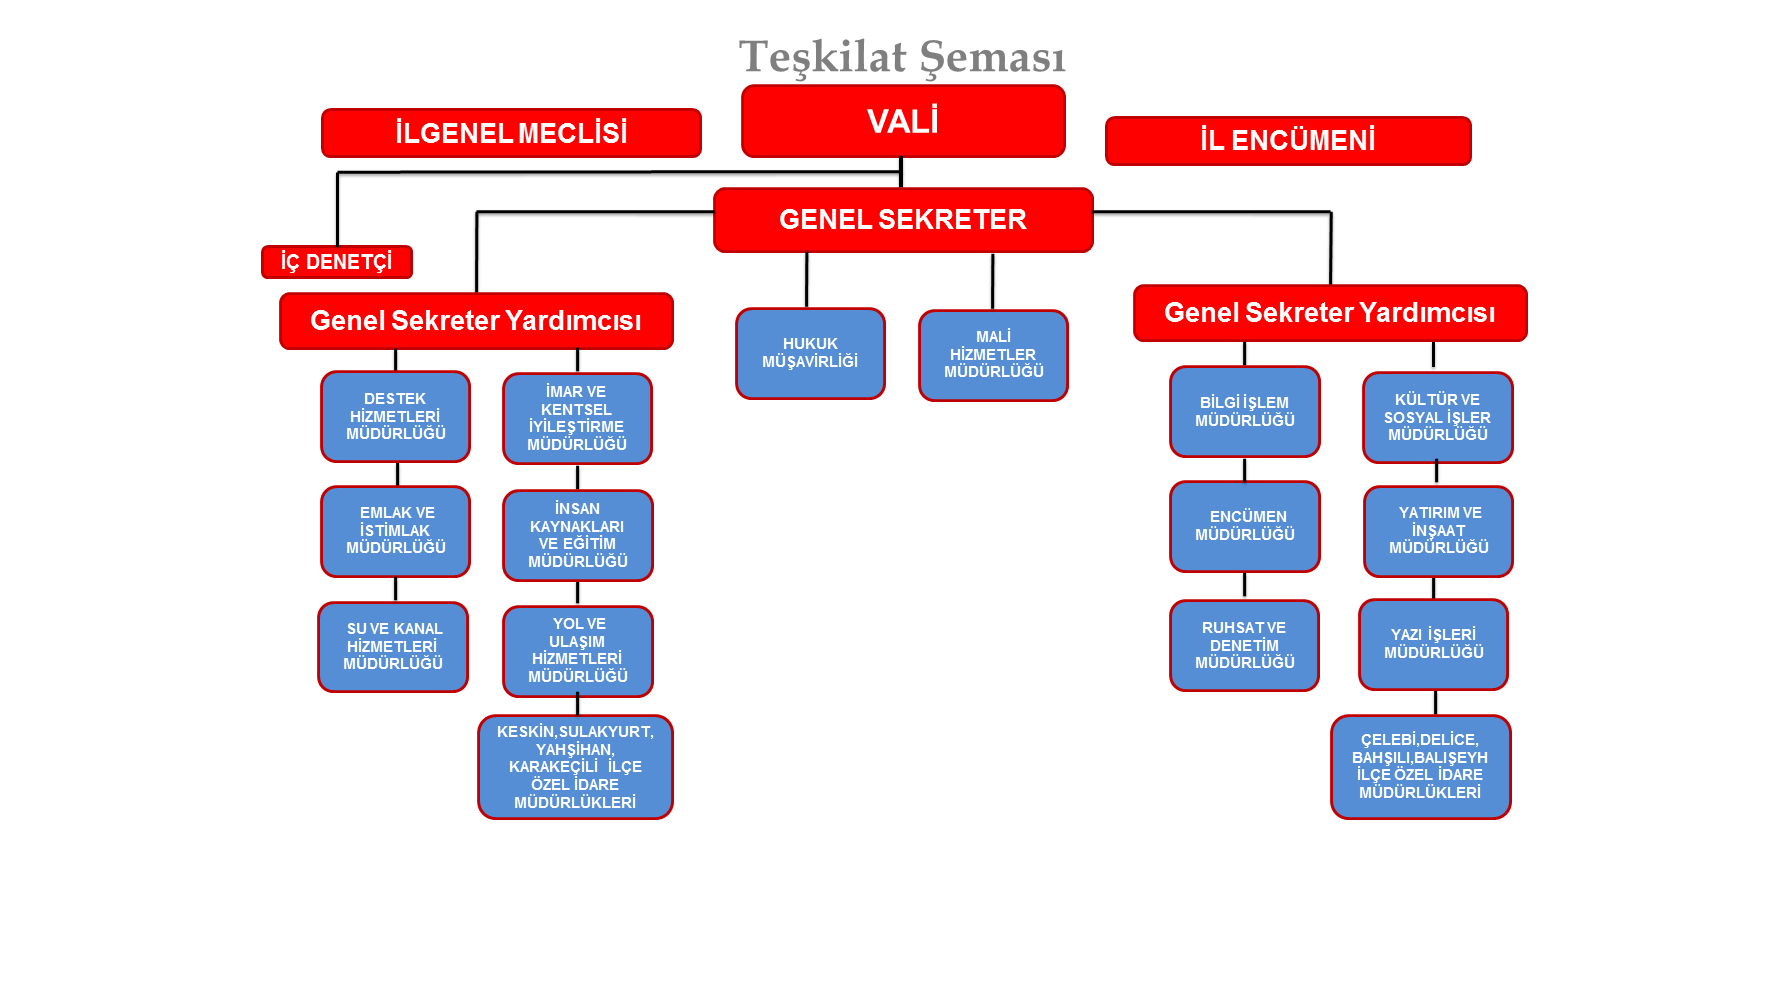 Teşkilat Şeması
VALİ
İLGENEL MECLİSİ
İL ENCÜMENİ
GENEL SEKRETER
İÇ DENETÇİ
Genel Sekreter Yardımcısı
Genel Sekreter Yardımcısı
HUKUK
MÜŞAVİRLİĞİ
MALİ
HİZMETLER
MÜDÜRLÜĞÜ
DESTEK
HİZMETLERİ
MÜDÜRLÜĞÜ
İMAR VE
KENTSEL
İYİLEŞTİRME
MÜDÜRLÜĞÜ
BİLGİ İŞLEM
MÜDÜRLÜĞÜ
KÜLTÜR VE
SOSYAL İŞLER
MÜDÜRLÜĞÜ
EMLAK VE
İSTİMLAK
MÜDÜRLÜĞÜ
İNSAN
KAYNAKLARI
VE EĞİTİM
MÜDÜRLÜĞÜ
ENCÜMEN
MÜDÜRLÜĞÜ
YATIRIM VE
İNŞAAT
MÜDÜRLÜĞÜ
SU VE KANAL
HİZMETLERİ
MÜDÜRLÜĞÜ
YOL VE
ULAŞIM
HİZMETLERİ
MÜDÜRLÜĞÜ
RUHSAT VE
DENETİM
MÜDÜRLÜĞÜ
YAZI İŞLERİ
MÜDÜRLÜĞÜ
KESKİN,SULAKYURT,
YAHŞİHAN,
KARAKEÇİLİ İLÇE
ÖZEL İDARE
MÜDÜRLÜKLERİ
ÇELEBİ,DELİCE,
BAHŞILI,BALIŞEYH
İLÇE ÖZEL İDARE
MÜDÜRLÜKLERİ